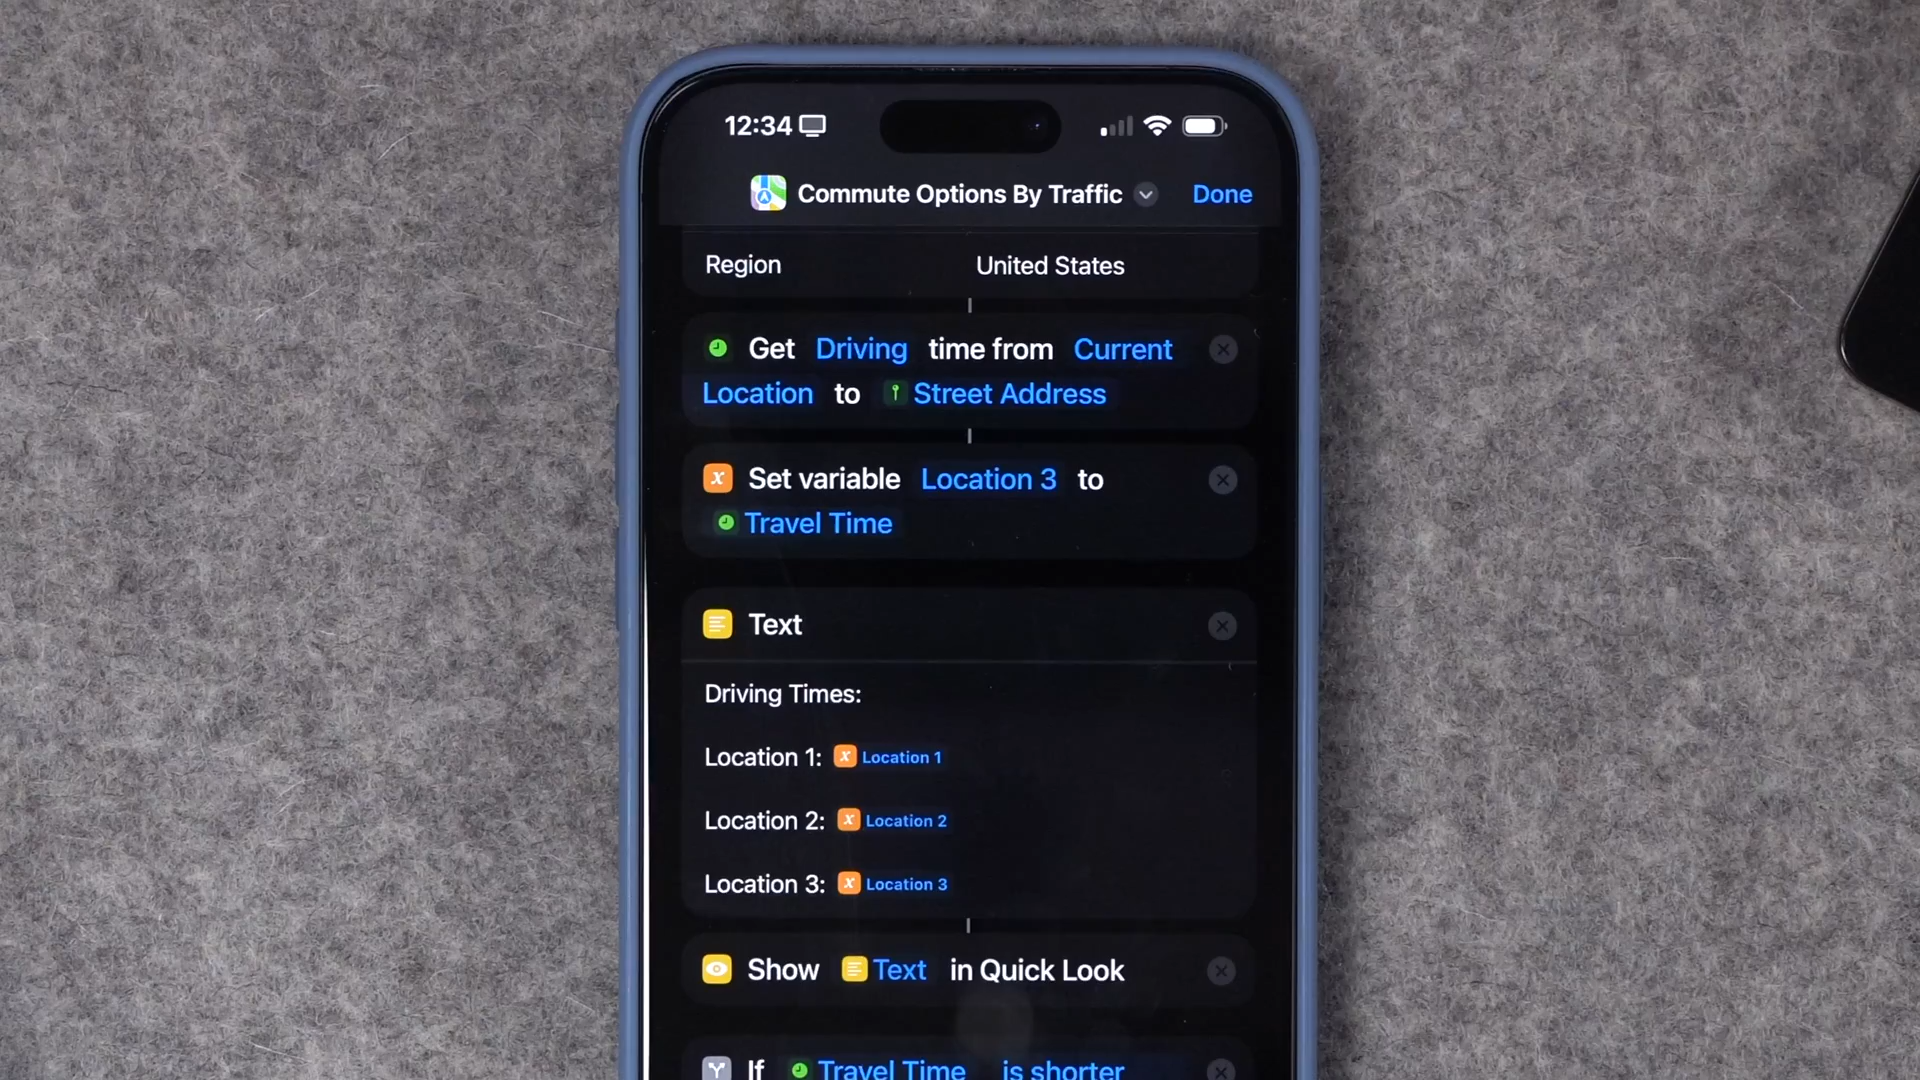 12:34
Commute Options By Traffic
Done
Region United States
Get Driving time from Current
Location to Street Address
Set variable Location 3 to
Travel Time
Text
Driving Times:
Location 1: x Location 1
Location 2: x Location 2
Location 3: x Location 3
Show Text in Quick Look
If Travel Time is shorter